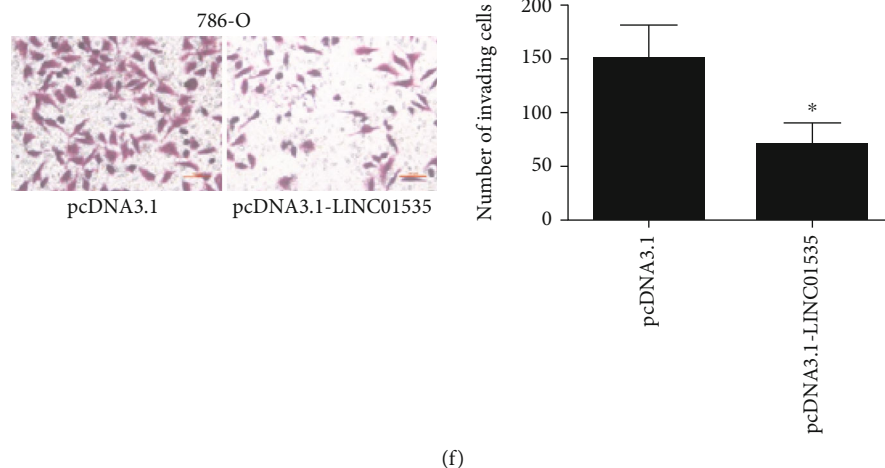 786-O
pcDNA3.1
pcDNA3.1-LINC01535
Number of invading cells
200
150
100
50
0
*
pcDNA3.1
pcDNA3.1-LINC01535
(f)